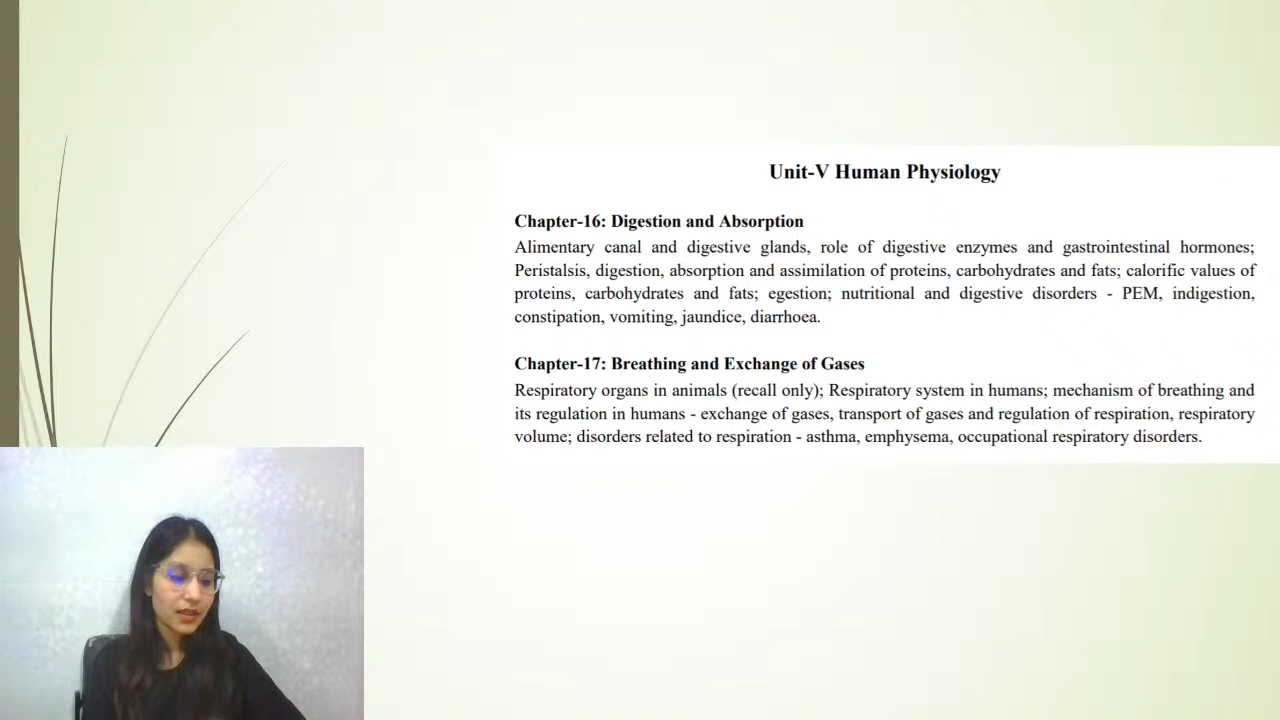 Unit-V Human Physiology
Chapter-16: Digestion and Absorption
Alimentary canal and digestive glands, role of digestive enzymes and gastrointestinal hormones;
Peristalsis, digestion, absorption and assimilation of proteins, carbohydrates and fats; calorific values of
proteins, carbohydrates and fats; egestion; nutritional and digestive disorders - PEM, indigestion,
constipation, vomiting, jaundice, diarrhoea.
Chapter-17: Breathing and Exchange of Gases
Respiratory organs in animals (recall only); Respiratory system in humans; mechanism of breathing and
its regulation in humans - exchange of gases, transport of gases and regulation of respiration, respiratory
volume; disorders related to respiration - asthma, emphysema, occupational respiratory disorders.